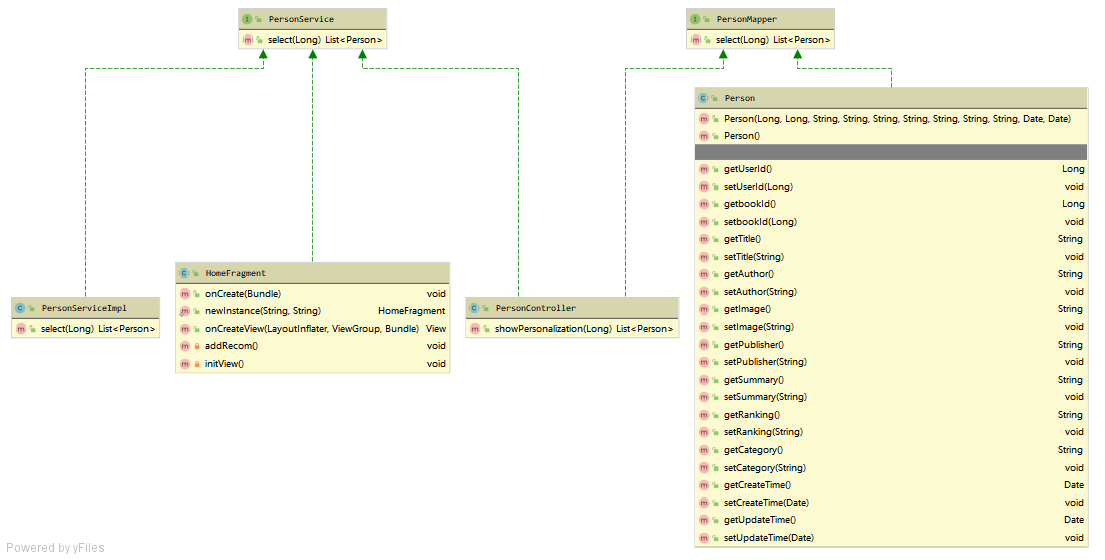 PersonService
select(Long) List<Person>
PersonMapper
select(Long) List<Person>
Person
Person(Long, Long, String, String, String, String, String, String, String, Date, Date)
Person()
getUserId() Long
setUserId(Long) void
getbookId() Long
setbookId(Long) void
getTitle() String
setTitle(String) void
getAuthor() String
setAuthor(String) void
getImage() String
setImage(String) void
getPublisher() String
setPublisher(String) void
getSummary() String
setSummary(String) void
getRanking() String
setRanking(String) void
getCategory() String
setCategory(String) void
getCreateTime() Date
setCreateTime(Date) void
getUpdateTime() Date
setUpdateTime(Date) void
HomeFragment
onCreate(Bundle) void
newInstance(String, String) HomeFragment
onCreateView(LayoutInflater, ViewGroup, Bundle) View
addRecom() void
initView() void
PersonServiceImpl
select(Long) List<Person>
PersonController
showPersonalization(Long) List<Person>
Powered by yFiles